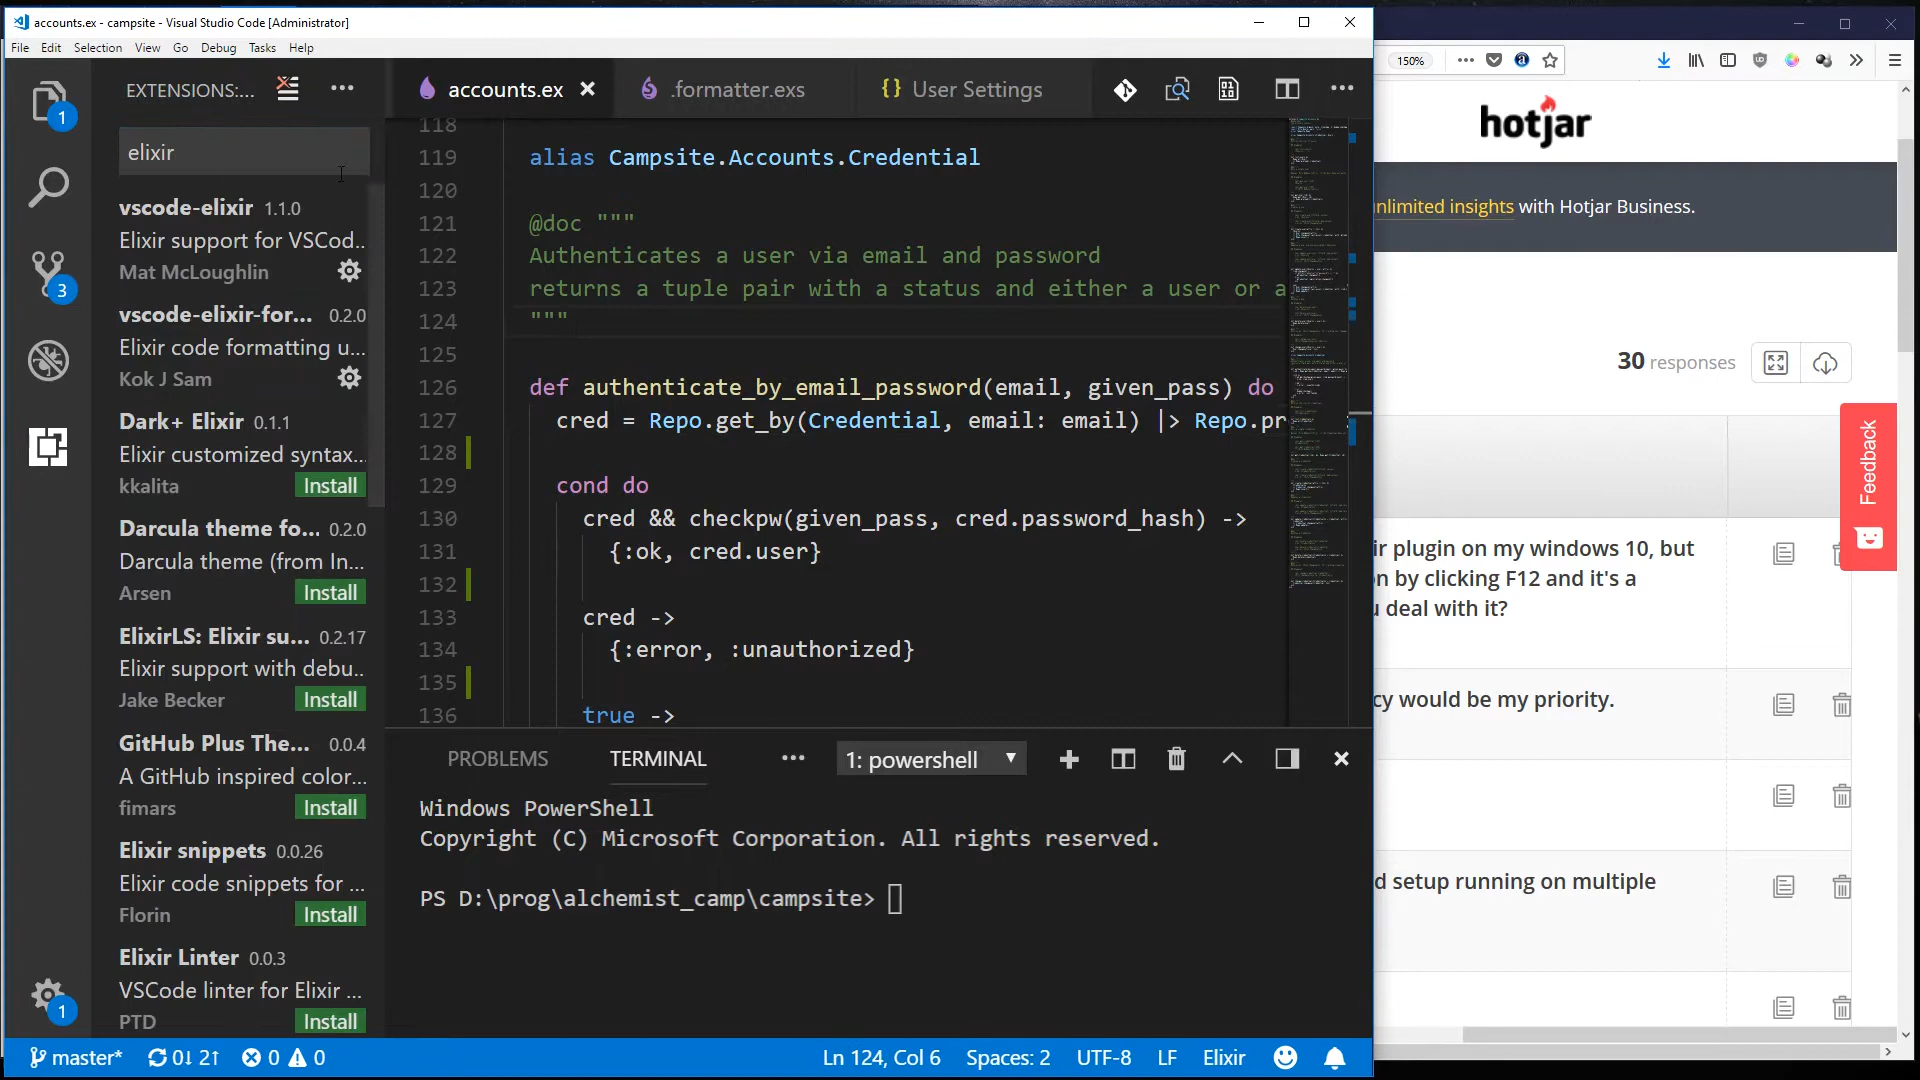 accounts.ex - campsite - Visual Studio Code [Administrator]
File Edit Selection View Go Debug Tasks Help
EXTENSIONS:...
elixir
vscode-elixir 1.1.0
Elixir support for VSCod...
Mat McLoughlin
vscode-elixir-for... 0.2.0
Elixir code formatting u...
Kok J Sam
Dark+ Elixir 0.1.1
Elixir customized syntax...
kkalita Install
Darcula theme fo... 0.2.0
Darcula theme (from In...
Arsen Install
ElixirLS: Elixir su... 0.2.17
Elixir support with debu...
Jake Becker Install
GitHub Plus The... 0.0.4
A GitHub inspired color...
fimars Install
Elixir snippets 0.0.26
Elixir code snippets for ...
Florin Install
Elixir Linter 0.0.3
VSCode linter for Elixir ...
PTD Install
1
3
1
accounts.ex .formatter.exs {} User Settings
118
119 alias Campsite.Accounts.Credential
120
121 @doc """
122 Authenticates a user via email and password
123 returns a tuple pair with a status and either a user or a
124 """
125
126 def authenticate_by_email_password(email, given_pass) do
127 cred = Repo.get_by(Credential, email: email) |> Repo.pr
128
129 cond do
130 cred && checkpw(given_pass, cred.password_hash) ->
131 {:ok, cred.user}
132
133 cred ->
134 {:error, :unauthorized}
135
136 true ->
PROBLEMS TERMINAL 1: powershell
Windows PowerShell
Copyright (C) Microsoft Corporation. All rights reserved.
PS D:\prog\alchemist_camp\campsite>
master* 0↓ 2↑ 0 0 Ln 124, Col 6 Spaces: 2 UTF-8 LF Elixir
150%
hotjar
nlimited insights with Hotjar Business.
30 responses
Feedback
ir plugin on my windows 10, but
n by clicking F12 and it's a
u deal with it?
cy would be my priority.
d setup running on multiple